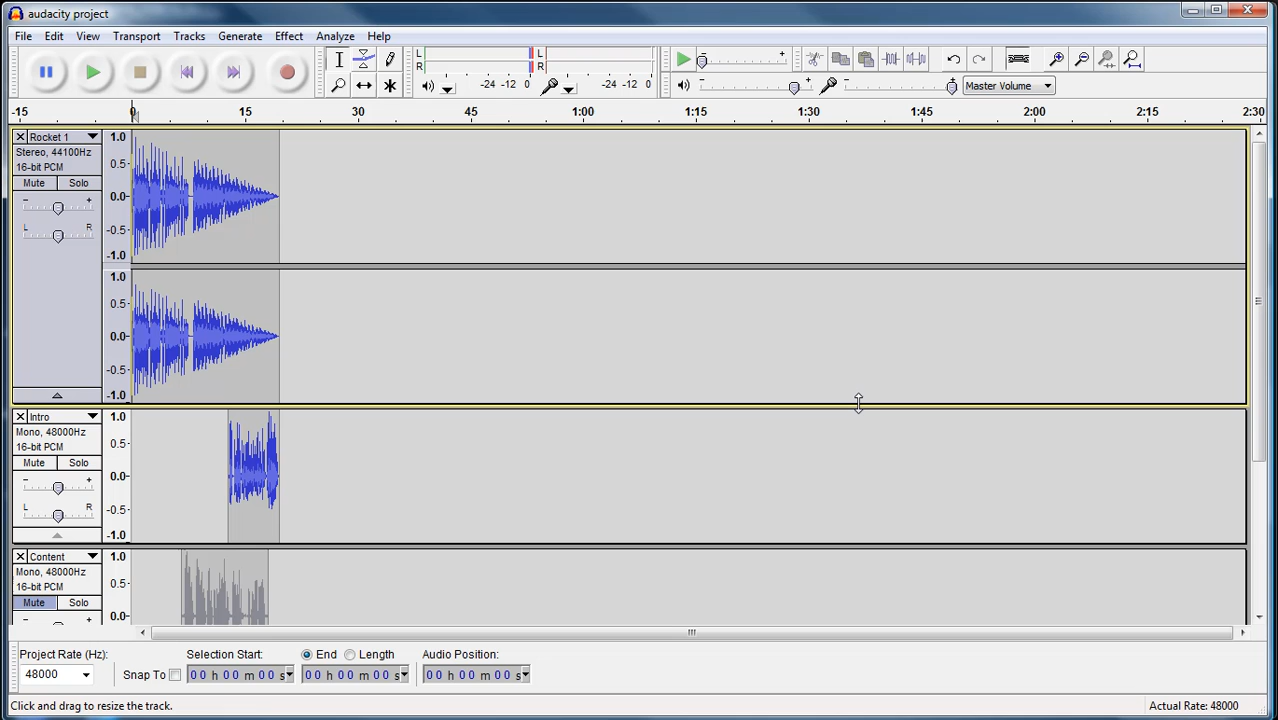 audacity project
File Edit View Transport Tracks Generate Effect Analyze Help
L
R
-24 -12 0
L
R
-24 -12 0
- +
- +
- +
Master Volume
-15 0 15 30 45 1:00 1:15 1:30 1:45 2:00 2:15 2:30
Rocket 1
Stereo, 44100Hz
16-bit PCM
Mute Solo
- +
L R
1.0
0.5-
0.0-
-0.5-
-1.0
1.0
0.5-
0.0-
-0.5-
-1.0
Intro
Mono, 48000Hz
16-bit PCM
Mute Solo
- +
L R
1.0
0.5-
0.0-
-0.5-
-1.0
Content
Mono, 48000Hz
16-bit PCM
Mute Solo
- +
1.0
0.5-
0.0-
Project Rate (Hz): Selection Start: End Length Audio Position:
48000 Snap To 00 h 00 m 00 s 00 h 00 m 00 s 00 h 00 m 00 s
Click and drag to resize the track. Actual Rate: 48000